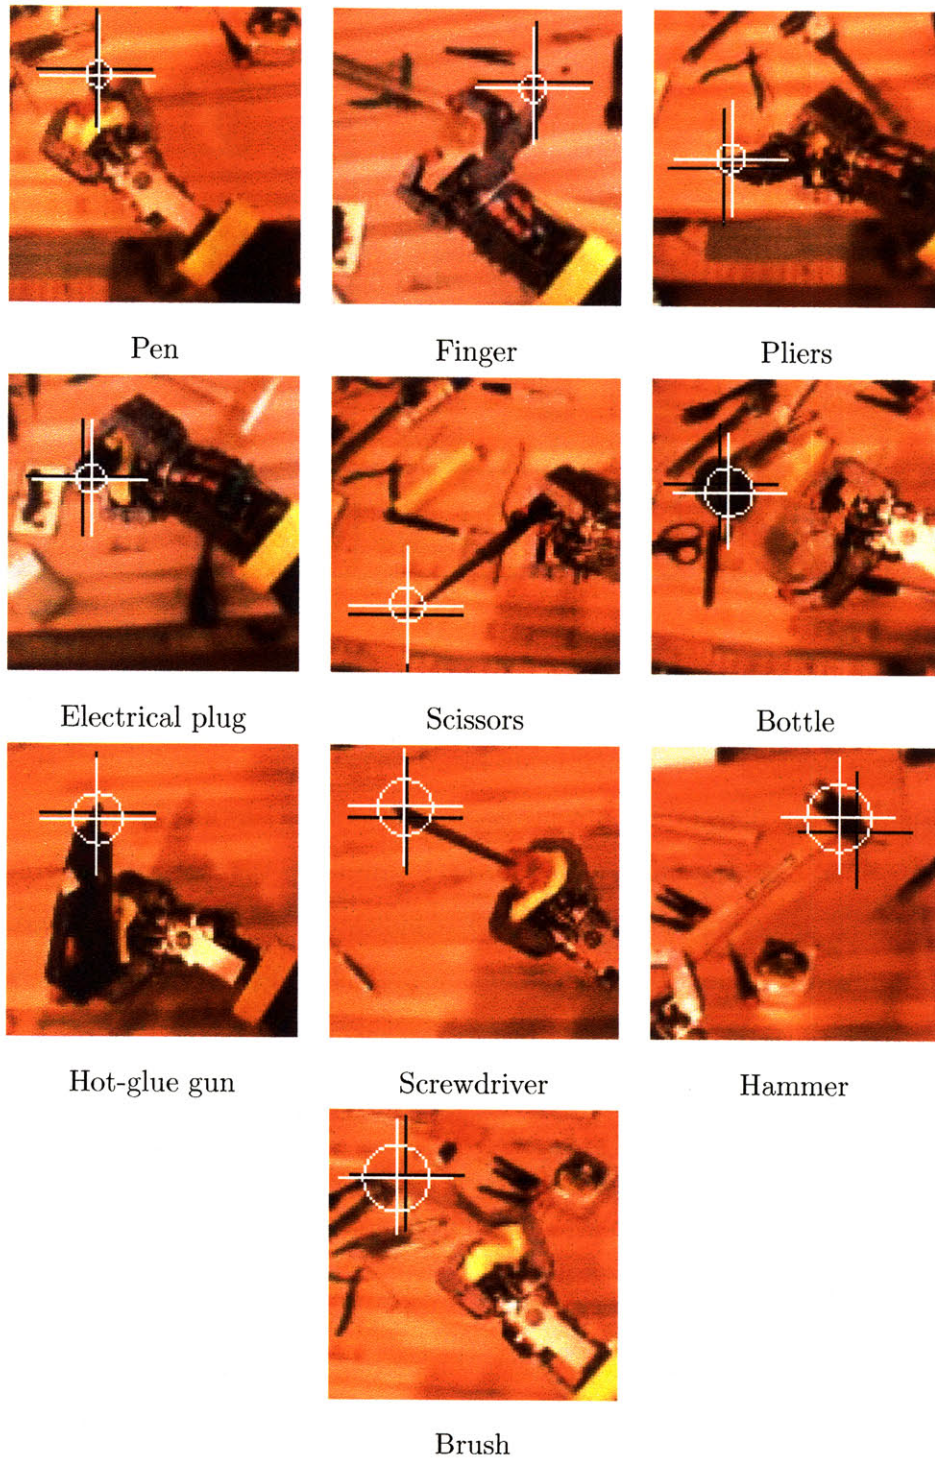 Pen
Finger
Pliers
Electrical plug
Scissors
Bottle
Hot-glue gun
Screwdriver
Hammer
Brush